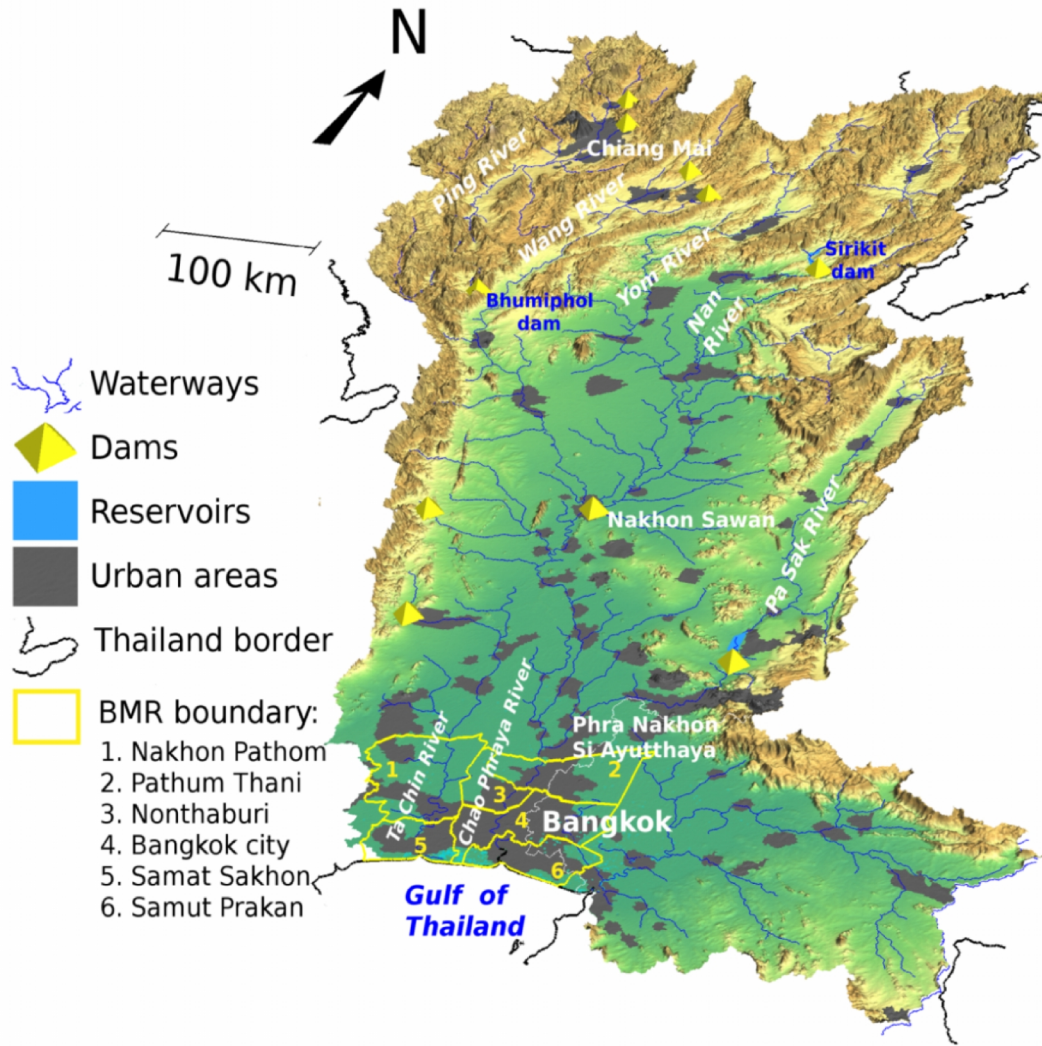 N
Chiang Mai
Ping River
Wang River
Sirikit
dam
Yom River
100 km
Bhumiphol
dam
Nan
River
Waterways
Dams
Reservoirs
Urban areas
Thailand border
BMR boundary:
1. Nakhon Pathom
2. Pathum Thani
3. Nonthaburi
4. Bangkok city
5. Samat Sakhon
6. Samut Prakan
Nakhon Sawan
Pa Sak River
Phra Nakhon
Si Ayutthaya
Ta Chin River
Chao Phraya River
1
2
3
4
Bangkok
5
6
Gulf of
Thailand